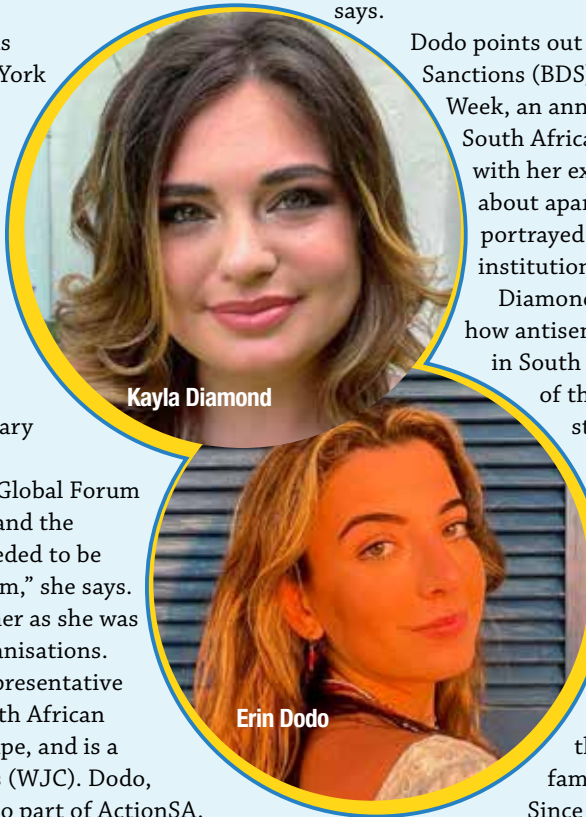 s
York
ary
Global Forum
and the
eded to be
m,” she says.
er as she was
anisations.
presentative
th African
pe, and is a
s (WJC). Dodo,
o part of ActionSA.
Kayla Diamond
Erin Dodo
says.
Dodo points out
Sanctions (BDS)
Week, an ann
South Africa
with her ex
about apar
portrayed
institution
Diamond
how antisem
in South
of th
st
th
fam
Since